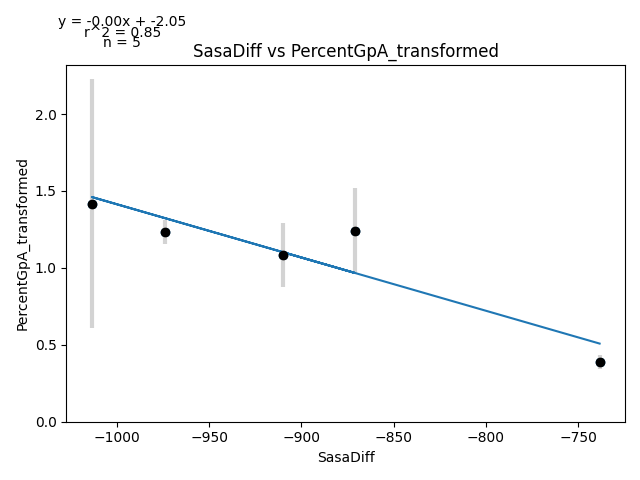 y = -0.00x + -2.05
r^2 = 0.85
n = 5
SasaDiff vs PercentGpA_transformed
PercentGpA_transformed
2.0
1.5
1.0
0.5
0.0
−1000 −950 −900 −850 −800 −750
SasaDiff